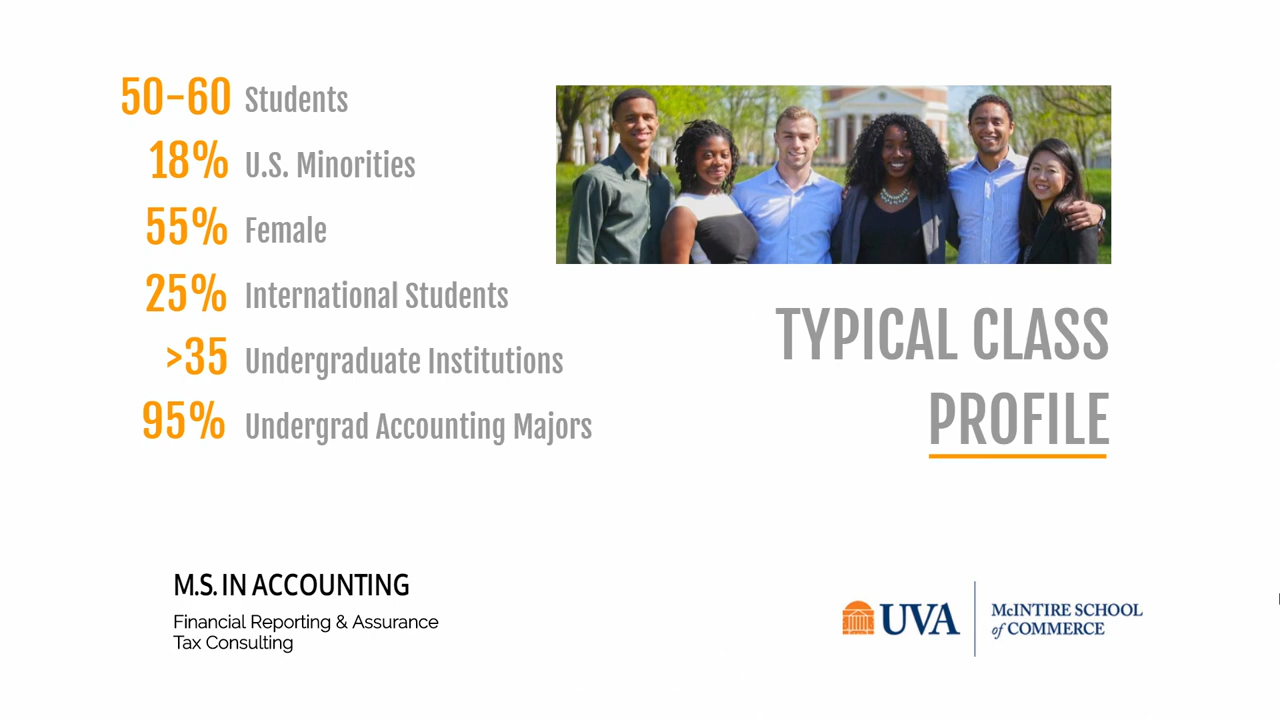 50-60 Students
18% U.S. Minorities
55% Female
25% International Students
>35 Undergraduate Institutions
95% Undergrad Accounting Majors
TYPICAL CLASS
PROFILE
M.S. IN ACCOUNTING
Financial Reporting & Assurance
Tax Consulting
UVA
McINTIRE SCHOOL
of COMMERCE